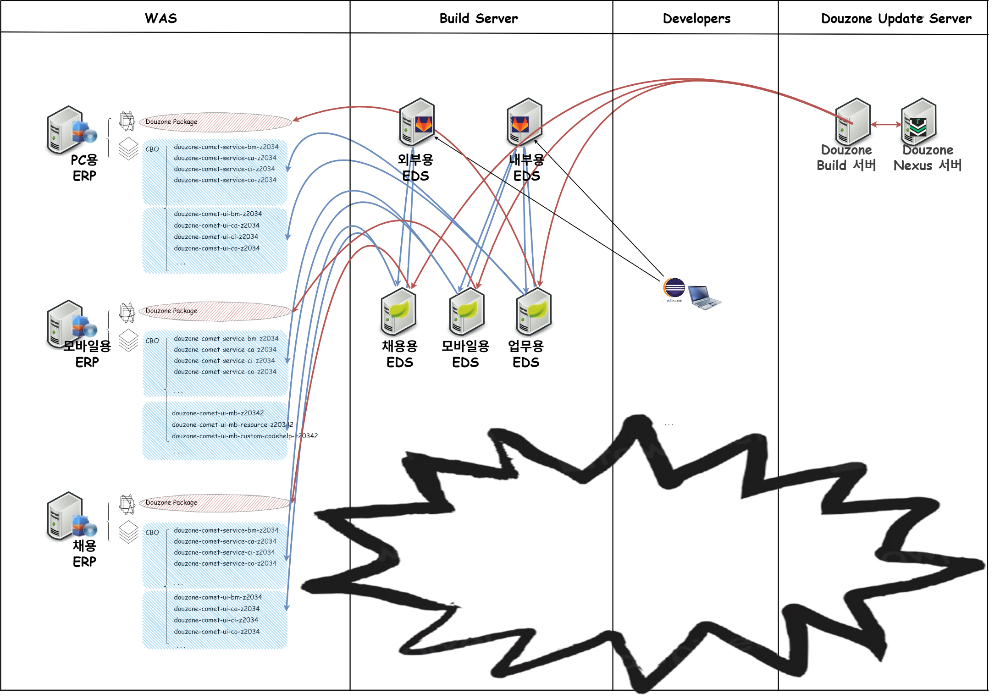 WAS
Build Server
Developers
Douzone Update Server
PC용
ERP
Douzone Package
CBO
douzone-comet-service-bm-z2034
douzone-comet-service-ca-z2034
douzone-comet-service-ci-z2034
douzone-comet-service-co-z2034
...
douzone-comet-ui-bm-z2034
douzone-comet-ui-ca-z2034
douzone-comet-ui-ci-z2034
douzone-comet-ui-co-z2034
...
모바일용
ERP
Douzone Package
CBO
douzone-comet-service-bm-z2034
douzone-comet-service-ca-z2034
douzone-comet-service-ci-z2034
douzone-comet-service-co-z2034
...
douzone-comet-ui-mb-z20342
douzone-comet-ui-mb-resource-z20342
douzone-comet-ui-mb-custom-codehelp-z20342
...
채용
ERP
Douzone Package
CBO
douzone-comet-service-bm-z2034
douzone-comet-service-ca-z2034
douzone-comet-service-ci-z2034
douzone-comet-service-co-z2034
...
douzone-comet-ui-bm-z2034
douzone-comet-ui-ca-z2034
douzone-comet-ui-ci-z2034
douzone-comet-ui-co-z2034
...
외부용
EDS
내부용
EDS
채용용
EDS
모바일용
EDS
업무용
EDS
eclipse.exe
...
Douzone
Build 서버
r
Douzone
Nexus 서버